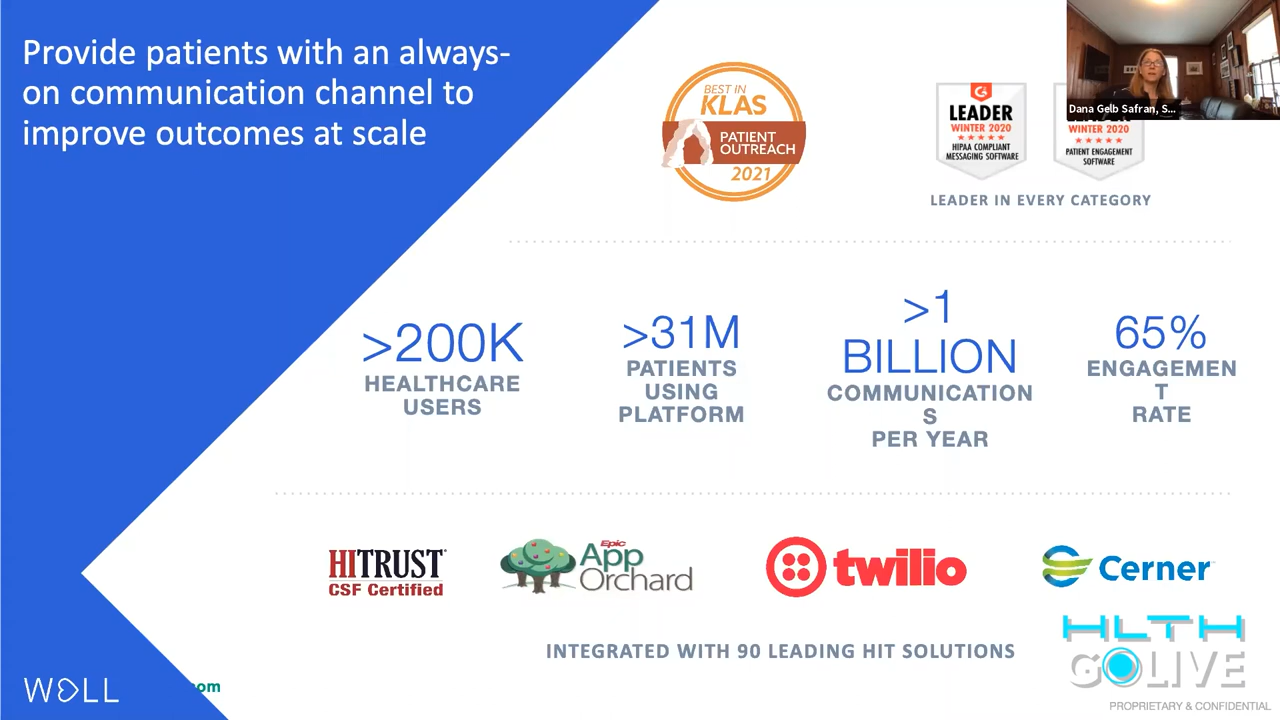 Provide patients with an always-
on communication channel to
improve outcomes at scale
BEST IN
KLAS
PATIENT
OUTREACH
2021
LEADER
WINTER 2020
HIPAA COMPLIANT
MESSAGING SOFTWARE
WINTER 2020
PATIENT ENGAGEMENT
SOFTWARE
Dana Gelb Safran, S...
LEADER IN EVERY CATEGORY
>200K
HEALTHCARE
USERS
>31M
PATIENTS
USING
PLATFORM
>1
BILLION
COMMUNICATION
S
PER YEAR
65%
ENGAGEMEN
T
RATE
HITRUST
CSF Certified
Epic
App
Orchard
twilio
Cerner
INTEGRATED WITH 90 LEADING HIT SOLUTIONS
HLTH
GOLIVE
WELL
om
PROPRIETARY & CONFIDENTIAL